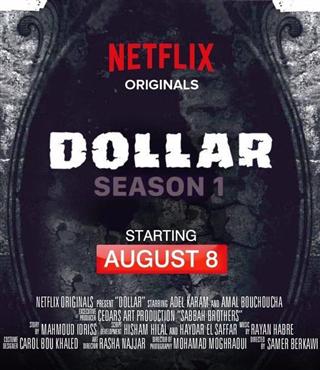 NETFLIX
ORIGINALS
DOLLAR
SEASON 1
STARTING
AUGUST 8
NETFLIX ORIGINALS PRESENT "DOLLAR" STARRING ADEL KARAM AND AMAL BOUCHOUCHA
EXECUTIVE PRODUCER CEDARS ART PRODUCTION "SABBAH BROTHERS"
STORY BY MAHMOUD IDRISS SCRIPT DEVELOPMENT HISHAM HILAL AND HAYDAR EL SAFFAR MUSIC BY RAYAN HABRE
COSTUME DESIGNER CAROL BOU KHALED ART DIRECTOR RASHA NAJJAR DIRECTOR OF PHOTOGRAPHY MOHAMAD MOGHRAOUI DIRECTED BY SAMER BERKAWI